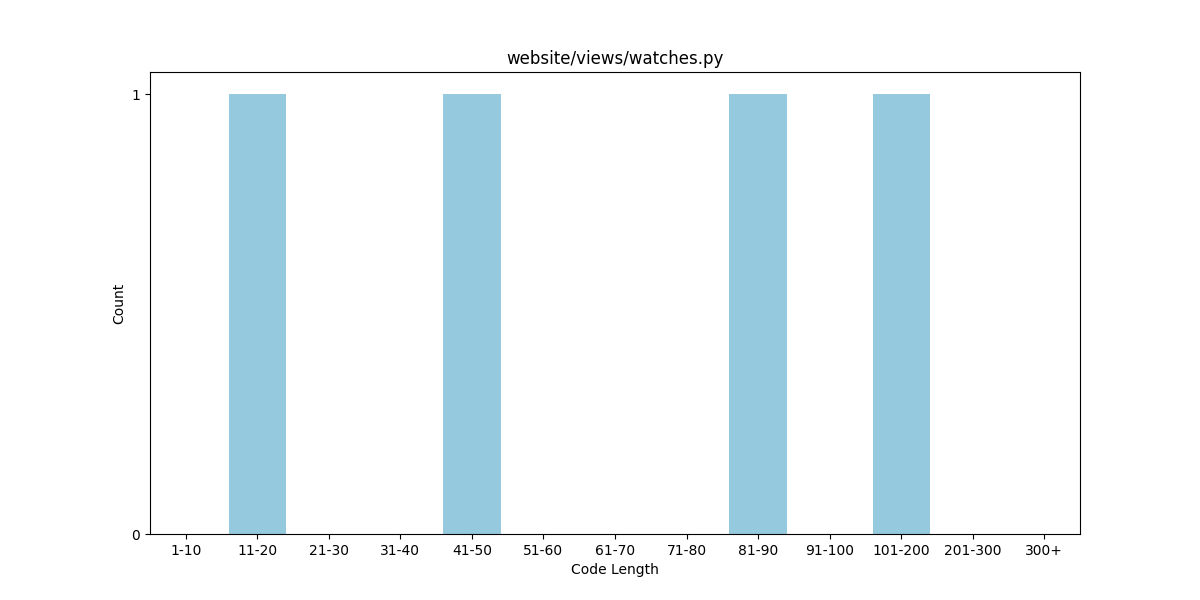 website/views/watches.py
1
Count
0
1-10 11-20 21-30 31-40 41-50 51-60 61-70 71-80 81-90 91-100 101-200 201-300 300+
Code Length